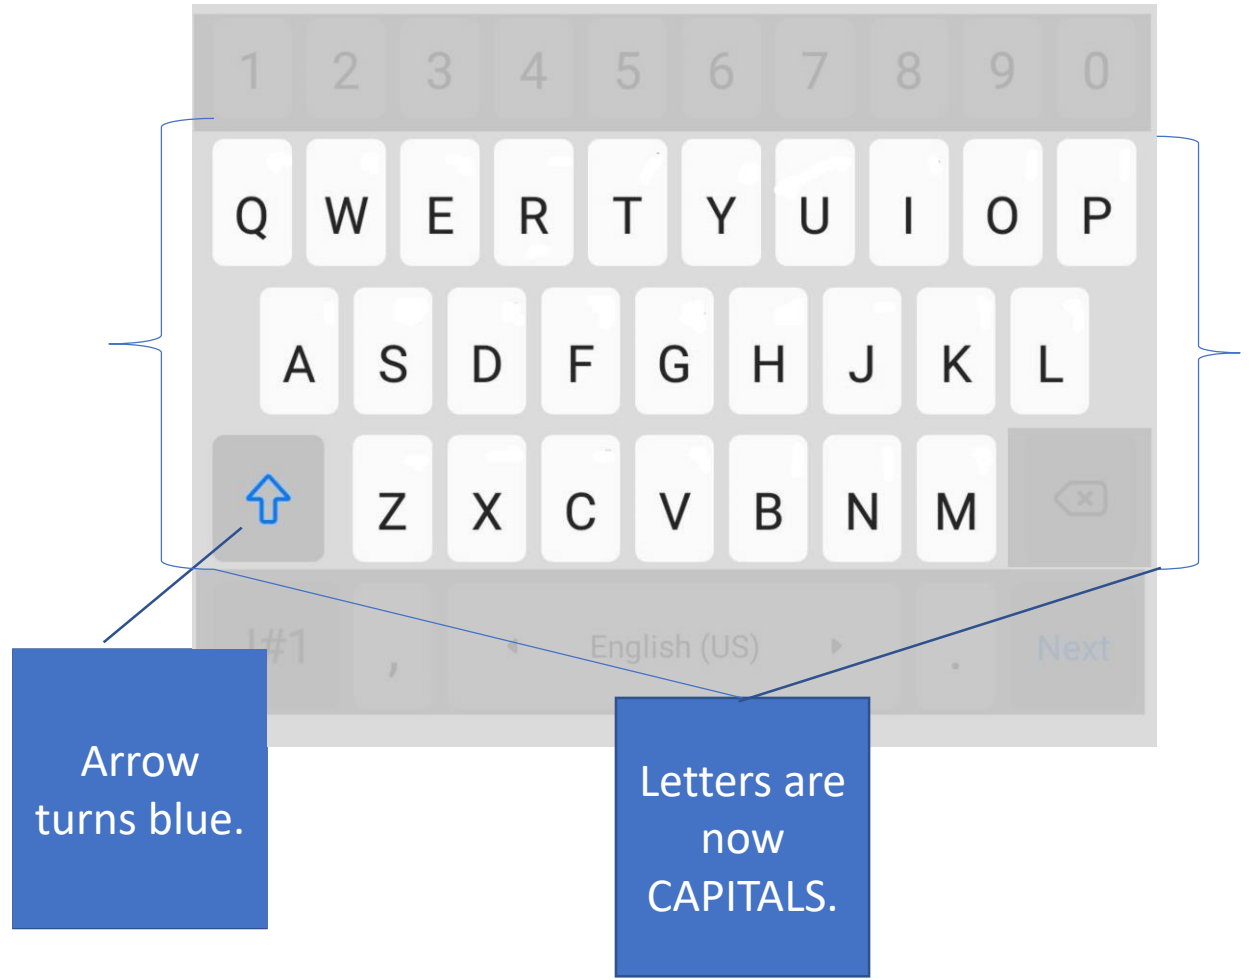 1 2 3 4 5 6 7 8 9 0
Q W E R T Y U I O P
A S D F G H J K L
Z X C V B N M
!#1 , English (US) . Next
Arrow
turns blue.
Letters are
now
CAPITALS.